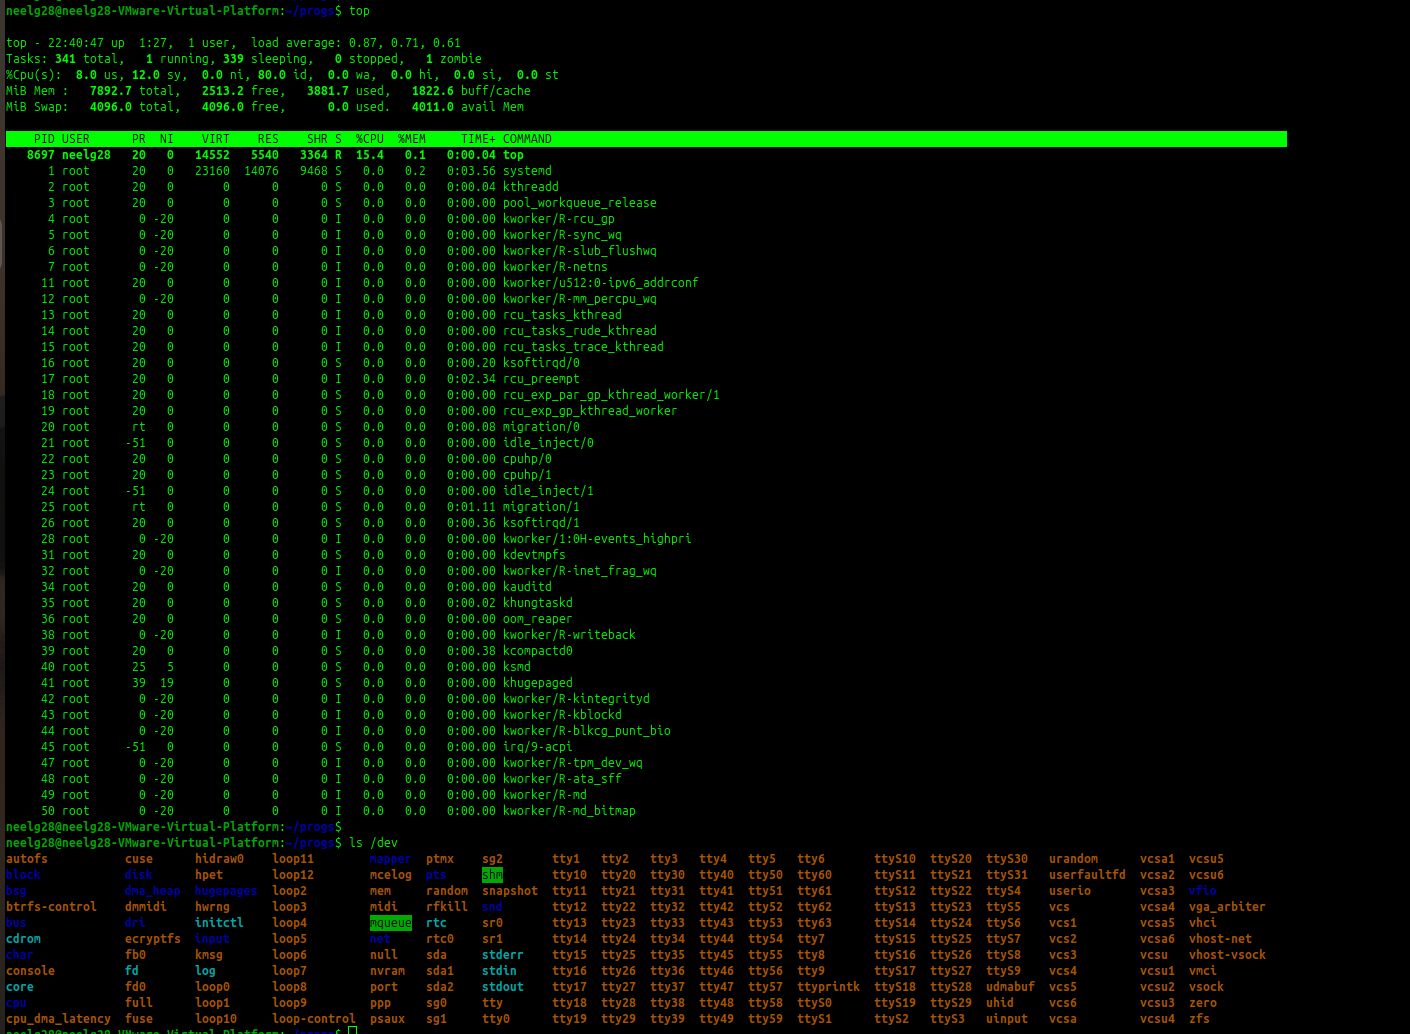 neelg28@neelg28-VMware-Virtual-Platform:~/progs$ top
top - 22:40:47 up  1:27,  1 user,  load average: 0.87, 0.71, 0.61
Tasks: 341 total,   1 running, 339 sleeping,   0 stopped,   1 zombie
%Cpu(s):  8.0 us, 12.0 sy,  0.0 ni, 80.0 id,  0.0 wa,  0.0 hi,  0.0 si,  0.0 st
MiB Mem :   7892.7 total,   2513.2 free,   3881.7 used,   1822.6 buff/cache
MiB Swap:   4096.0 total,   4096.0 free,      0.0 used.   4011.0 avail Mem
PID USER PR NI VIRT RES SHR S %CPU %MEM TIME+ COMMAND
8697 neelg28 20 0 14552 5540 3364 R 15.4 0.1 0:00.04 top
1 root 20 0 23160 14076 9468 S 0.0 0.2 0:03.56 systemd
2 root 20 0 0 0 0 S 0.0 0.0 0:00.04 kthreadd
3 root 20 0 0 0 0 S 0.0 0.0 0:00.00 pool_workqueue_release
4 root 0 -20 0 0 0 I 0.0 0.0 0:00.00 kworker/R-rcu_gp
5 root 0 -20 0 0 0 I 0.0 0.0 0:00.00 kworker/R-sync_wq
6 root 0 -20 0 0 0 I 0.0 0.0 0:00.00 kworker/R-slub_flushwq
7 root 0 -20 0 0 0 I 0.0 0.0 0:00.00 kworker/R-netns
11 root 20 0 0 0 0 I 0.0 0.0 0:00.00 kworker/u512:0-ipv6_addrconf
12 root 0 -20 0 0 0 I 0.0 0.0 0:00.00 kworker/R-mm_percpu_wq
13 root 20 0 0 0 0 I 0.0 0.0 0:00.00 rcu_tasks_kthread
14 root 20 0 0 0 0 I 0.0 0.0 0:00.00 rcu_tasks_rude_kthread
15 root 20 0 0 0 0 I 0.0 0.0 0:00.00 rcu_tasks_trace_kthread
16 root 20 0 0 0 0 S 0.0 0.0 0:00.20 ksoftirqd/0
17 root 20 0 0 0 0 I 0.0 0.0 0:02.34 rcu_preempt
18 root 20 0 0 0 0 S 0.0 0.0 0:00.00 rcu_exp_par_gp_kthread_worker/1
19 root 20 0 0 0 0 S 0.0 0.0 0:00.00 rcu_exp_gp_kthread_worker
20 root rt 0 0 0 0 S 0.0 0.0 0:00.08 migration/0
21 root -51 0 0 0 0 S 0.0 0.0 0:00.00 idle_inject/0
22 root 20 0 0 0 0 S 0.0 0.0 0:00.00 cpuhp/0
23 root 20 0 0 0 0 S 0.0 0.0 0:00.00 cpuhp/1
24 root -51 0 0 0 0 S 0.0 0.0 0:00.00 idle_inject/1
25 root rt 0 0 0 0 S 0.0 0.0 0:01.11 migration/1
26 root 20 0 0 0 0 S 0.0 0.0 0:00.36 ksoftirqd/1
28 root 0 -20 0 0 0 I 0.0 0.0 0:00.00 kworker/1:0H-events_highpri
31 root 20 0 0 0 0 S 0.0 0.0 0:00.00 kdevtmpfs
32 root 0 -20 0 0 0 I 0.0 0.0 0:00.00 kworker/R-inet_frag_wq
34 root 20 0 0 0 0 S 0.0 0.0 0:00.00 kauditd
35 root 20 0 0 0 0 S 0.0 0.0 0:00.02 khungtaskd
36 root 20 0 0 0 0 S 0.0 0.0 0:00.00 oom_reaper
38 root 0 -20 0 0 0 I 0.0 0.0 0:00.00 kworker/R-writeback
39 root 20 0 0 0 0 S 0.0 0.0 0:00.38 kcompactd0
40 root 25 5 0 0 0 S 0.0 0.0 0:00.00 ksmd
41 root 39 19 0 0 0 S 0.0 0.0 0:00.00 khugepaged
42 root 0 -20 0 0 0 I 0.0 0.0 0:00.00 kworker/R-kintegrityd
43 root 0 -20 0 0 0 I 0.0 0.0 0:00.00 kworker/R-kblockd
44 root 0 -20 0 0 0 I 0.0 0.0 0:00.00 kworker/R-blkcg_punt_bio
45 root -51 0 0 0 0 S 0.0 0.0 0:00.00 irq/9-acpi
47 root 0 -20 0 0 0 I 0.0 0.0 0:00.00 kworker/R-tpm_dev_wq
48 root 0 -20 0 0 0 I 0.0 0.0 0:00.00 kworker/R-ata_sff
49 root 0 -20 0 0 0 I 0.0 0.0 0:00.00 kworker/R-md
50 root 0 -20 0 0 0 I 0.0 0.0 0:00.00 kworker/R-md_bitmap
neelg28@neelg28-VMware-Virtual-Platform:~/progs$
neelg28@neelg28-VMware-Virtual-Platform:~/progs$ ls /dev
autofs cuse hidraw0 loop11 mapper ptmx sg2 tty1 tty2 tty3 tty4 tty5 tty6 ttyS10 ttyS20 ttyS30 urandom vcsa1 vcsu5
block disk hpet loop12 mcelog pts shm tty10 tty20 tty30 tty40 tty50 tty60 ttyS11 ttyS21 ttyS31 userfaultfd vcsa2 vcsu6
bsg dma_heap hugepages loop2 mem random snapshot tty11 tty21 tty31 tty41 tty51 tty61 ttyS12 ttyS22 ttyS4 userio vcsa3 vfio
btrfs-control dmmidi hwrng loop3 midi rfkill snd tty12 tty22 tty32 tty42 tty52 tty62 ttyS13 ttyS23 ttyS5 vcs vcsa4 vga_arbiter
bus dri initctl loop4 mqueue rtc sr0 tty13 tty23 tty33 tty43 tty53 tty63 ttyS14 ttyS24 ttyS6 vcs1 vcsa5 vhci
cdrom ecryptfs input loop5 net rtc0 sr1 tty14 tty24 tty34 tty44 tty54 tty7 ttyS15 ttyS25 ttyS7 vcs2 vcsa6 vhost-net
char fb0 kmsg loop6 null sda stderr tty15 tty25 tty35 tty45 tty55 tty8 ttyS16 ttyS26 ttyS8 vcs3 vcsu vhost-vsock
console fd log loop7 nvram sda1 stdin tty16 tty26 tty36 tty46 tty56 tty9 ttyS17 ttyS27 ttyS9 vcs4 vcsu1 vmci
core fd0 loop0 loop8 port sda2 stdout tty17 tty27 tty37 tty47 tty57 ttyprintk ttyS18 ttyS28 udmabuf vcs5 vcsu2 vsock
cpu full loop1 loop9 ppp sg0 tty tty18 tty28 tty38 tty48 tty58 ttyS0 ttyS19 ttyS29 uhid vcs6 vcsu3 zero
cpu_dma_latency fuse loop10 loop-control psaux sg1 tty0 tty19 tty29 tty39 tty49 tty59 ttyS1 ttyS2 ttyS3 uinput vcsa vcsu4 zfs
neelg28@neelg28-VMware-Virtual-Platform:~/progs$